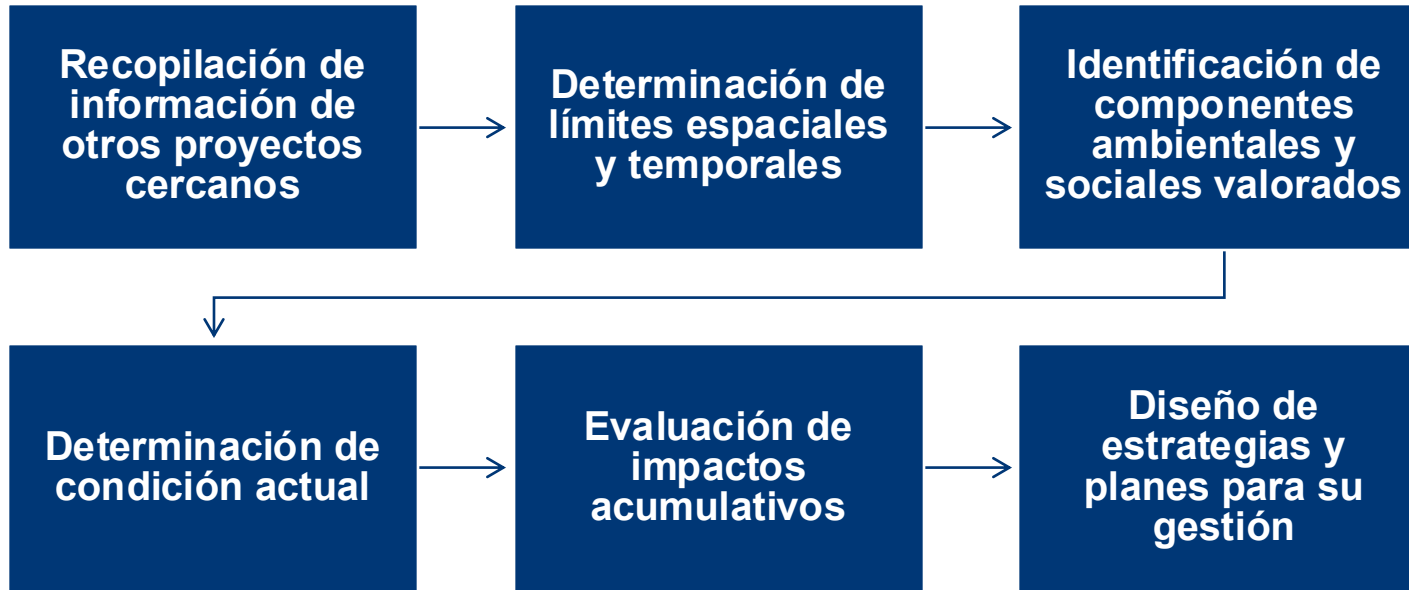 Recopilación de
información de
otros proyectos
cercanos
Determinación de
límites espaciales
y temporales
Identificación de
componentes
ambientales y
sociales valorados
Determinación de
condición actual
Evaluación de
impactos
acumulativos
Diseño de
estrategias y
planes para su
gestión